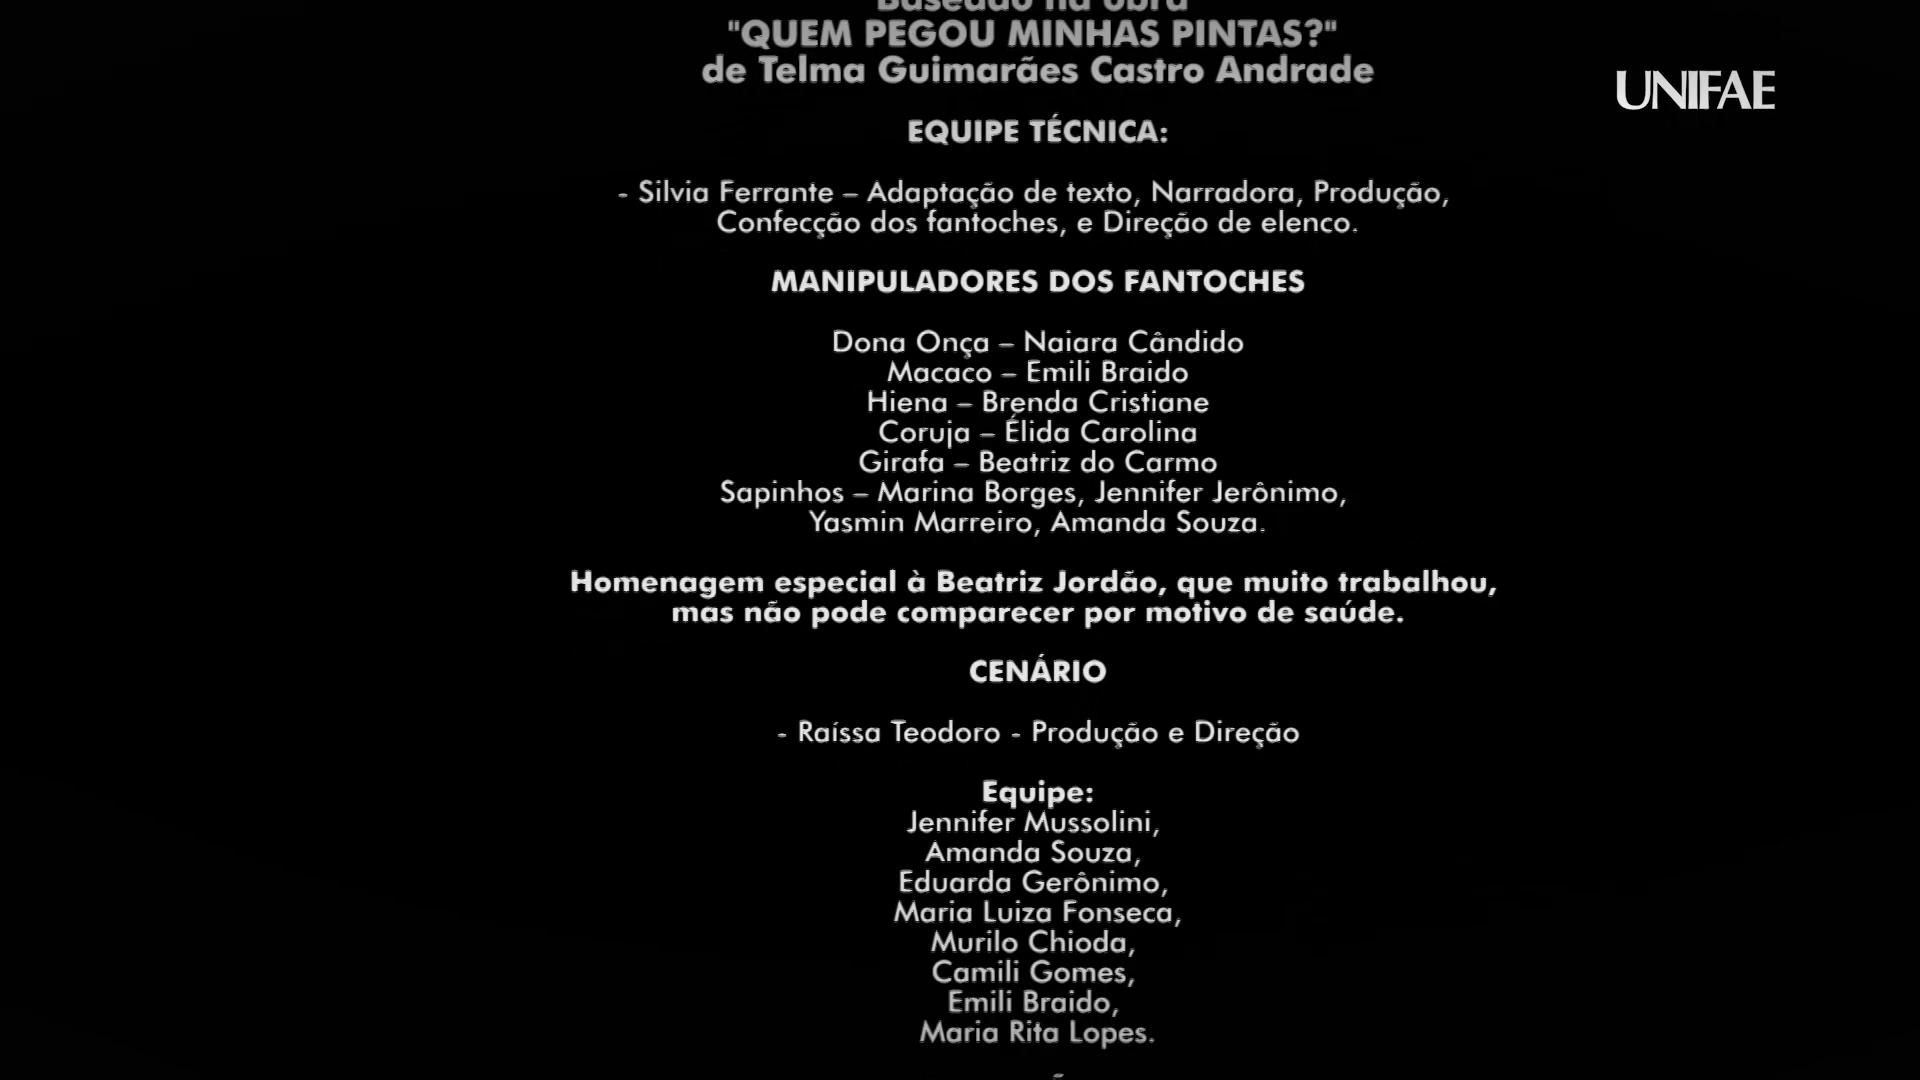 Baseado na obra
"QUEM PEGOU MINHAS PINTAS?"
de Telma Guimarães Castro Andrade
UNIFAE
EQUIPE TÉCNICA:
- Silvia Ferrante – Adaptação de texto, Narradora, Produção,
Confecção dos fantoches, e Direção de elenco.
MANIPULADORES DOS FANTOCHES
Dona Onça – Naiara Cândido
Macaco – Emili Braido
Hiena – Brenda Cristiane
Coruja – Élida Carolina
Girafa – Beatriz do Carmo
Sapinhos – Marina Borges, Jennifer Jerônimo,
Yasmin Marreiro, Amanda Souza.
Homenagem especial à Beatriz Jordão, que muito trabalhou,
mas não pode comparecer por motivo de saúde.
CENÁRIO
- Raíssa Teodoro - Produção e Direção
Equipe:
Jennifer Mussolini,
Amanda Souza,
Eduarda Gerônimo,
Maria Luiza Fonseca,
Murilo Chioda,
Camili Gomes,
Emili Braido,
Maria Rita Lopes.